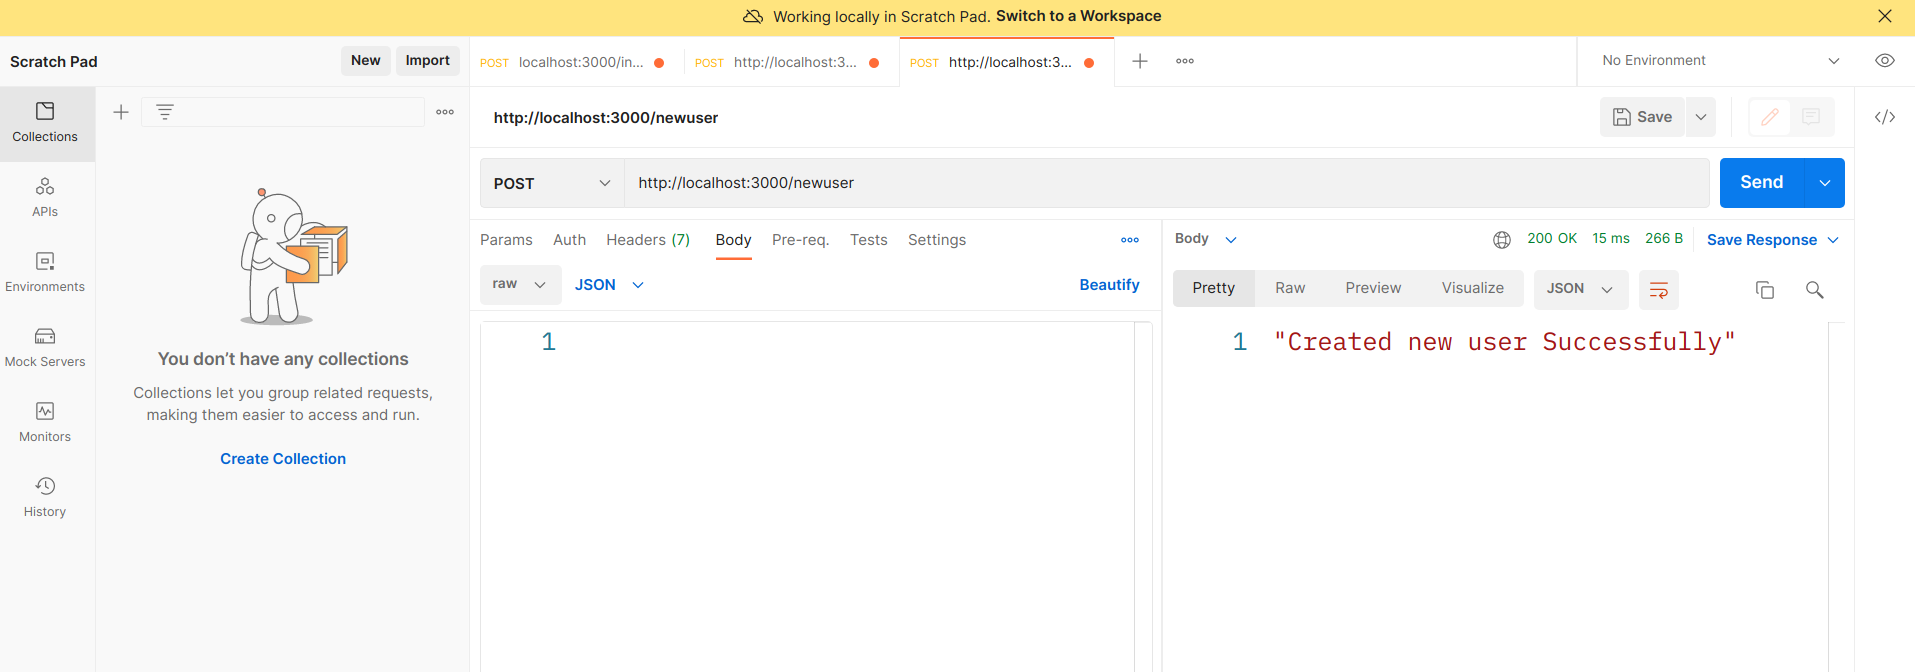 Working locally in Scratch Pad. Switch to a Workspace
Scratch Pad
New
Import
POST localhost:3000/in...
POST http://localhost:3...
POST http://localhost:3...
No Environment
Collections
APIs
Environments
Mock Servers
Monitors
History
You don’t have any collections
Collections let you group related requests,
making them easier to access and run.
Create Collection
http://localhost:3000/newuser
Save
POST
http://localhost:3000/newuser
Send
Params Auth Headers (7) Body Pre-req. Tests Settings
raw
JSON
Beautify
1
Body
200 OK 15 ms 266 B
Save Response
Pretty Raw Preview Visualize
JSON
1 "Created new user Successfully"